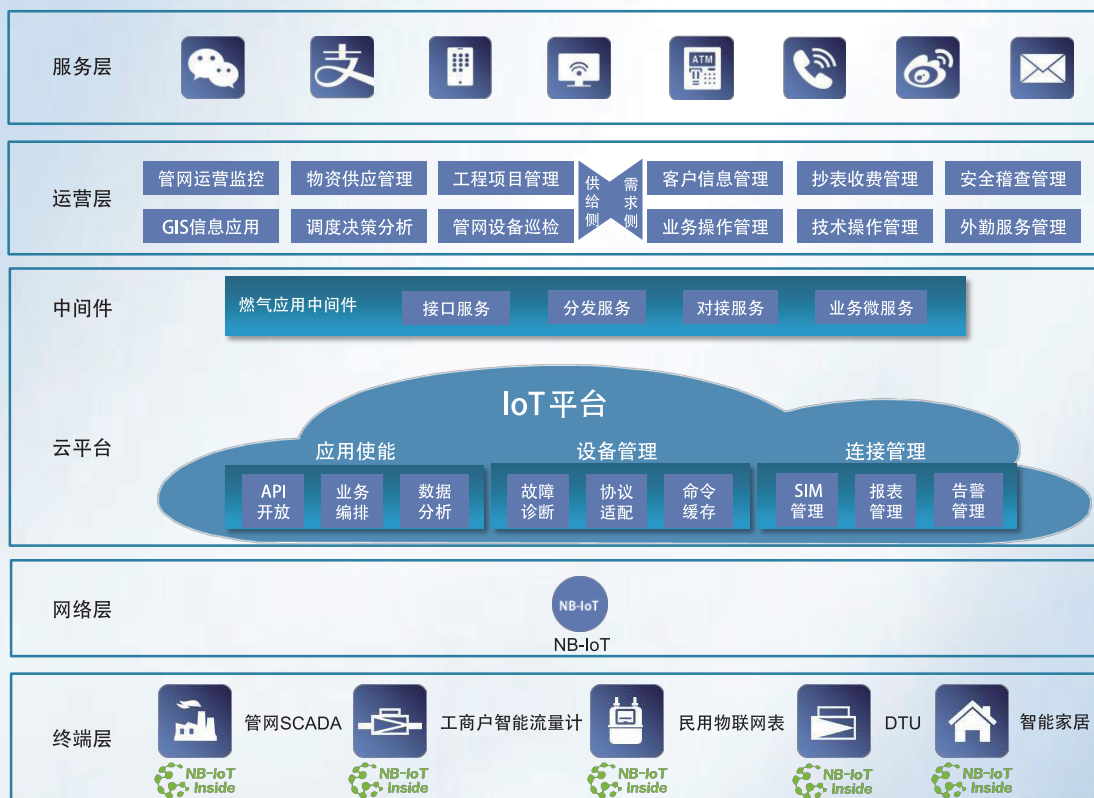 服务层
支
ATM
运营层
管网运营监控 物资供应管理 工程项目管理 供给侧 需求侧 客户信息管理 抄表收费管理 安全稽查管理
GIS信息应用 调度决策分析 管网设备巡检 业务操作管理 技术操作管理 外勤服务管理
中间件
燃气应用中间件 接口服务 分发服务 对接服务 业务微服务
云平台
IoT平台
应用使能 设备管理 连接管理
API 业务 数据 故障 协议 命令 SIM 报表 告警
开放 编排 分析 诊断 适配 缓存 管理 管理 管理
网络层
NB-IoT
NB-IoT
终端层
管网SCADA 工商户智能流量计 民用物联网表 DTU 智能家居
NB-IoT NB-IoT NB-IoT NB-IoT NB-IoT
Inside Inside Inside Inside Inside